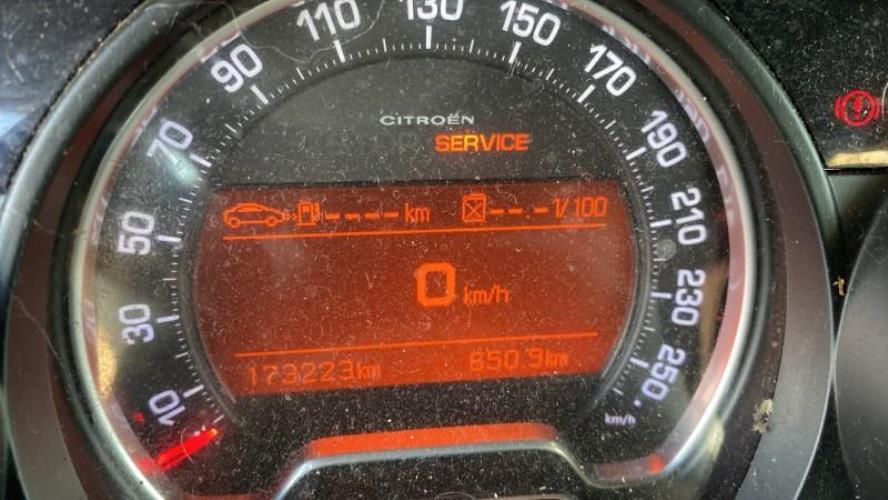 10
30
50
70
90
110
130
150
170
190
210
230
250
km/h
CITROËN
SERVICE
----km ---.-l/100
0 km/h
173223km 650.9km